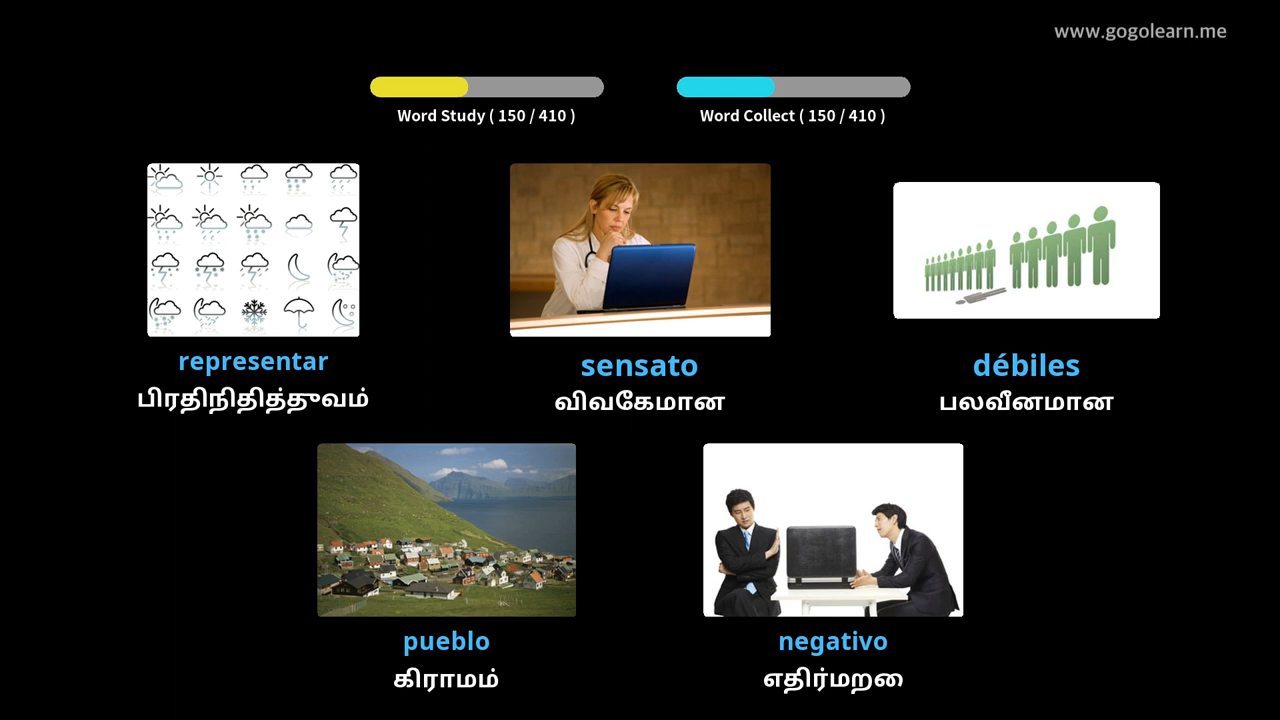 www.gogolearn.me
Word Study ( 150 / 410 )
Word Collect ( 150 / 410 )
representar
பிரதிநிதித்துவம்
sensato
விவகேமான
débiles
பலவீனமான
pueblo
கிராமம்
negativo
எதிர்மறை